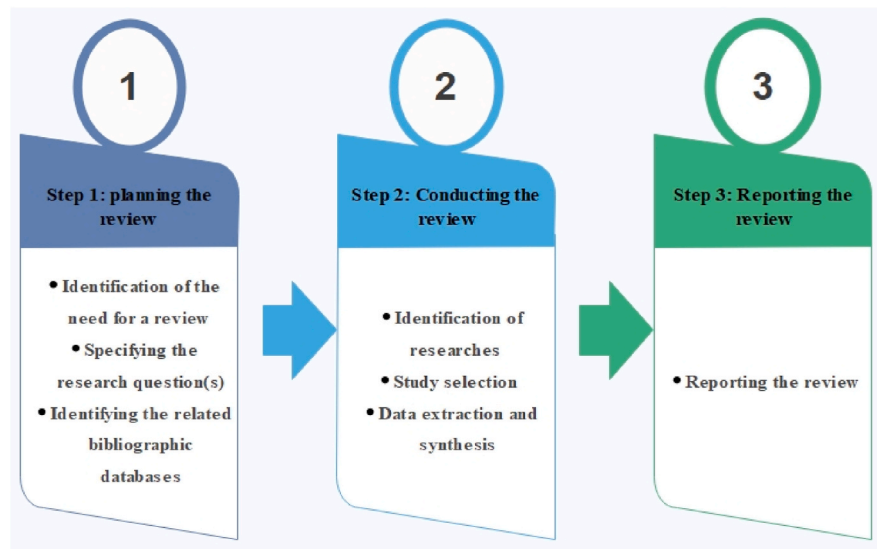 1
Step 1: planning the
review
• Identification of the
need for a review
• Specifying the
research question(s)
• Identifying the related
bibliographic
databases
2
Step 2: Conducting the
review
• Identification of
researches
• Study selection
• Data extraction and
synthesis
3
Step 3: Reporting the
review
• Reporting the review